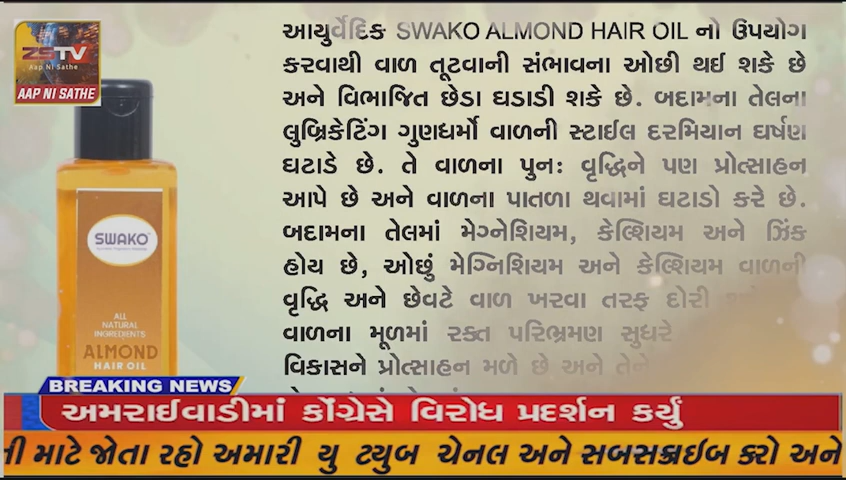 ZSTV
Aap Ni Sathe
AAP NI SATHE
આયુર્વેદિક SWAKO ALMOND HAIR OIL નો ઉપયોગ
કરવાથી વાળ તૂટવાની સંભાવના ઓછી થઈ શકે છે
અને વિભાજિત છેડા ઘડાડી શકે છે. બદામના તેલના
લુબ્રિકેટિંગ ગુણધર્મો વાળની સ્ટાઈલ દરમિયાન ઘર્ષણ
ઘટાડે છે. તે વાળના પુનઃ વૃદ્ધિને પણ પ્રોત્સાહન
આપે છે અને વાળના પાતળા થવામાં ઘટાડો કરે છે.
બદામના તેલમાં મેગ્નેશિયમ, કેલ્શિયમ અને ઝિંક
હોય છે, ઓછું મેગ્નિશિયમ અને કેલ્શિયમ વાળની
વૃદ્ધિ અને છેવટે વાળ ખરવા તરફ દોરી
વાળના મૂળમાં રક્ત પરિભ્રમણ સુધરે
વિકાસને પ્રોત્સાહન મળે છે અને તેને
SWAKO
ALL
NATURAL
INGREDIENTS
ALMOND
HAIR OIL
BREAKING NEWS
અમરાઈવાડીમાં કોંગ્રેસે વિરોધ પ્રદર્શન કર્યું
માટે જોતા રહો અમારી યુ ટ્યુબ ચેનલ અને સબસક્રાઇબ કરો અને